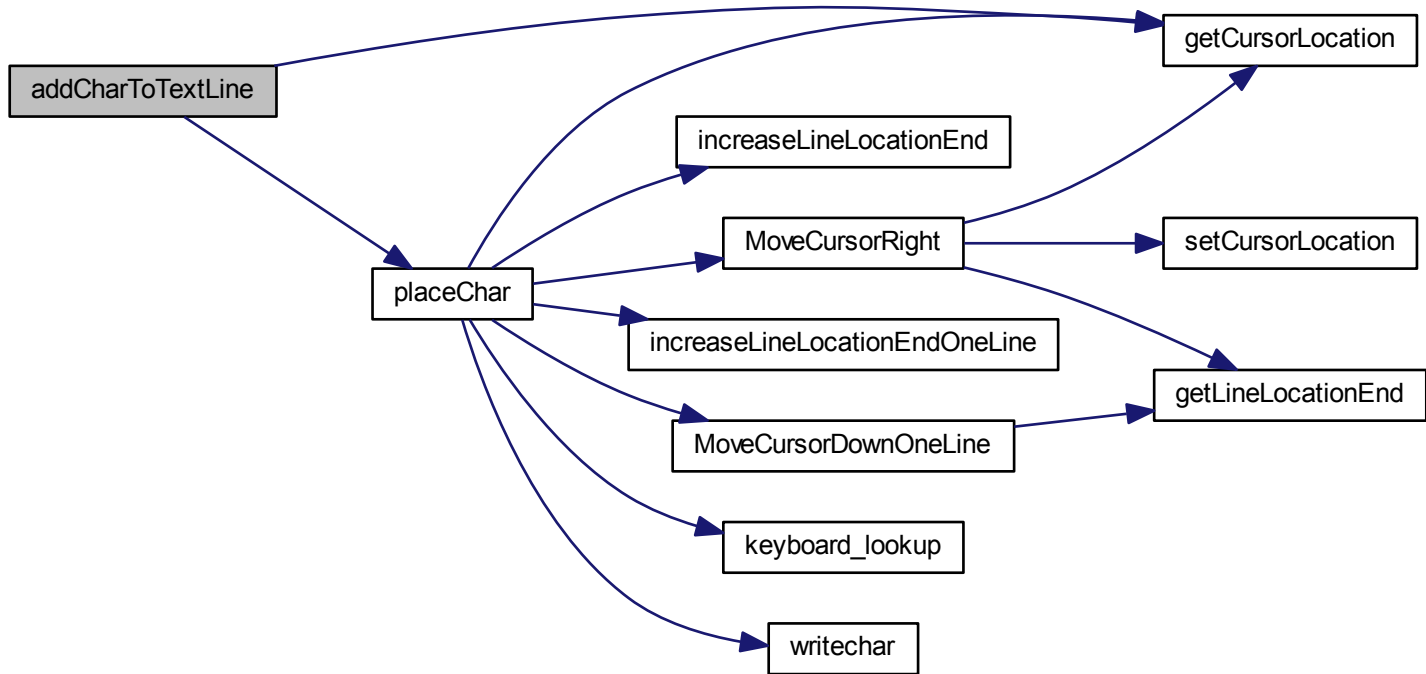 getCursorLocation
addCharToTextLine
increaseLineLocationEnd
MoveCursorRight
setCursorLocation
placeChar
increaseLineLocationEndOneLine
getLineLocationEnd
MoveCursorDownOneLine
keyboard_lookup
writechar